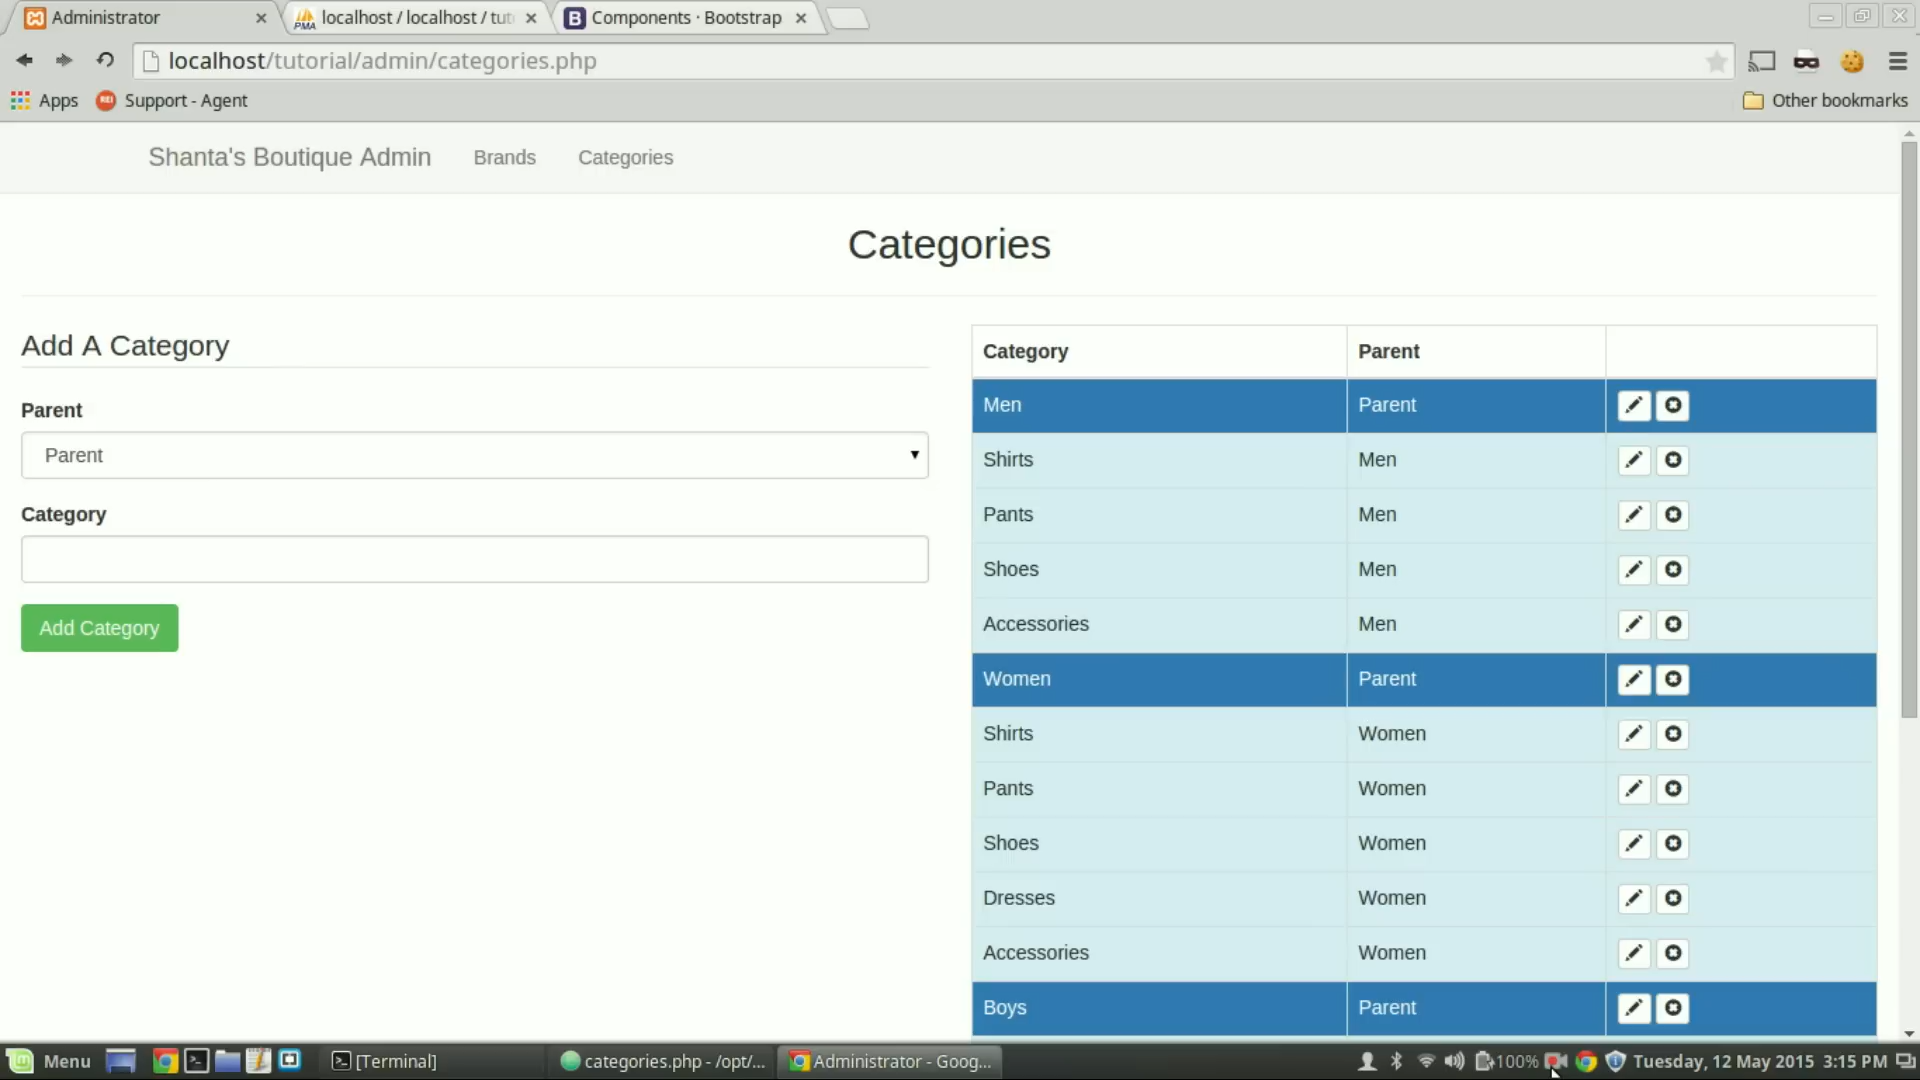 Administrator
localhost / localhost / tut
Components · Bootstrap
localhost/tutorial/admin/categories.php
Apps
Support - Agent
Other bookmarks
Shanta's Boutique Admin
Brands
Categories
Categories
Add A Category
Parent
Parent
Category
Add Category
Category Parent
Men Parent
Shirts Men
Pants Men
Shoes Men
Accessories Men
Women Parent
Shirts Women
Pants Women
Shoes Women
Dresses Women
Accessories Women
Boys Parent
Menu
[Terminal]
categories.php - /opt/...
Administrator - Goog...
100%
Tuesday, 12 May 2015 3:15 PM